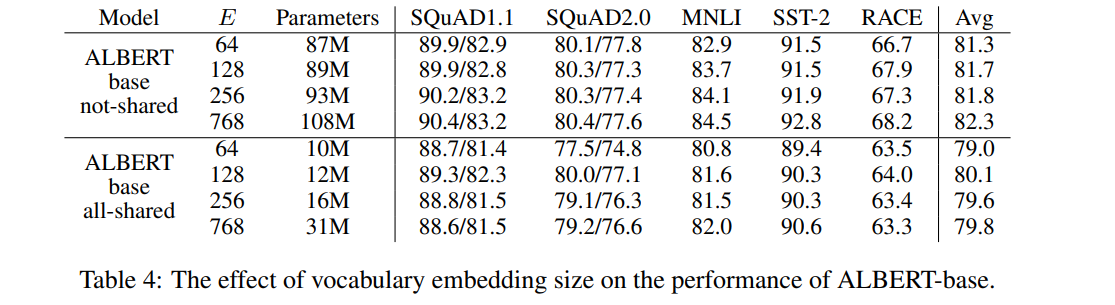 Model E Parameters SQuAD1.1 SQuAD2.0 MNLI SST-2 RACE Avg
ALBERT base not-shared 64 87M 89.9/82.9 80.1/77.8 82.9 91.5 66.7 81.3
128 89M 89.9/82.8 80.3/77.3 83.7 91.5 67.9 81.7
256 93M 90.2/83.2 80.3/77.4 84.1 91.9 67.3 81.8
768 108M 90.4/83.2 80.4/77.6 84.5 92.8 68.2 82.3
ALBERT base all-shared 64 10M 88.7/81.4 77.5/74.8 80.8 89.4 63.5 79.0
128 12M 89.3/82.3 80.0/77.1 81.6 90.3 64.0 80.1
256 16M 88.8/81.5 79.1/76.3 81.5 90.3 63.4 79.6
768 31M 88.6/81.5 79.2/76.6 82.0 90.6 63.3 79.8
Table 4: The effect of vocabulary embedding size on the performance of ALBERT-base.